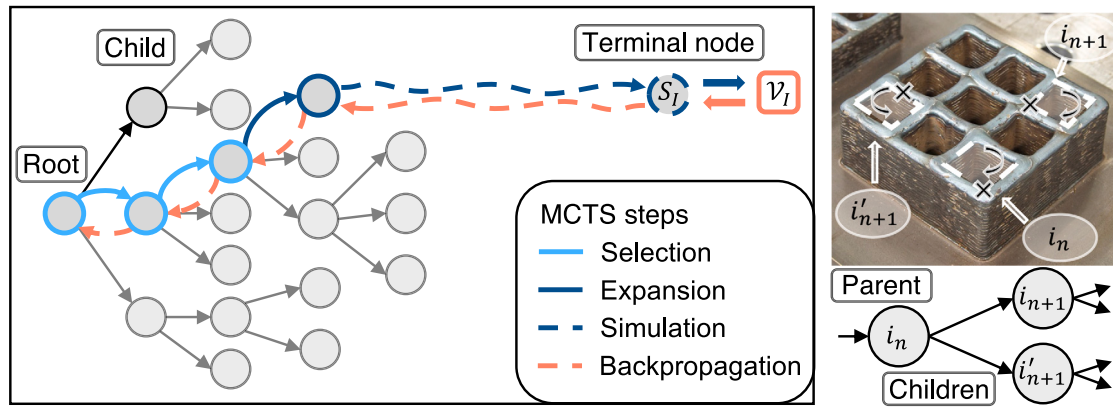 Child
Root
Terminal node
S_I
V_I
MCTS steps
Selection
Expansion
Simulation
Backpropagation
i_{n+1}
i'_{n+1}
i_n
Parent
i_n
i_{n+1}
i'_{n+1}
Children